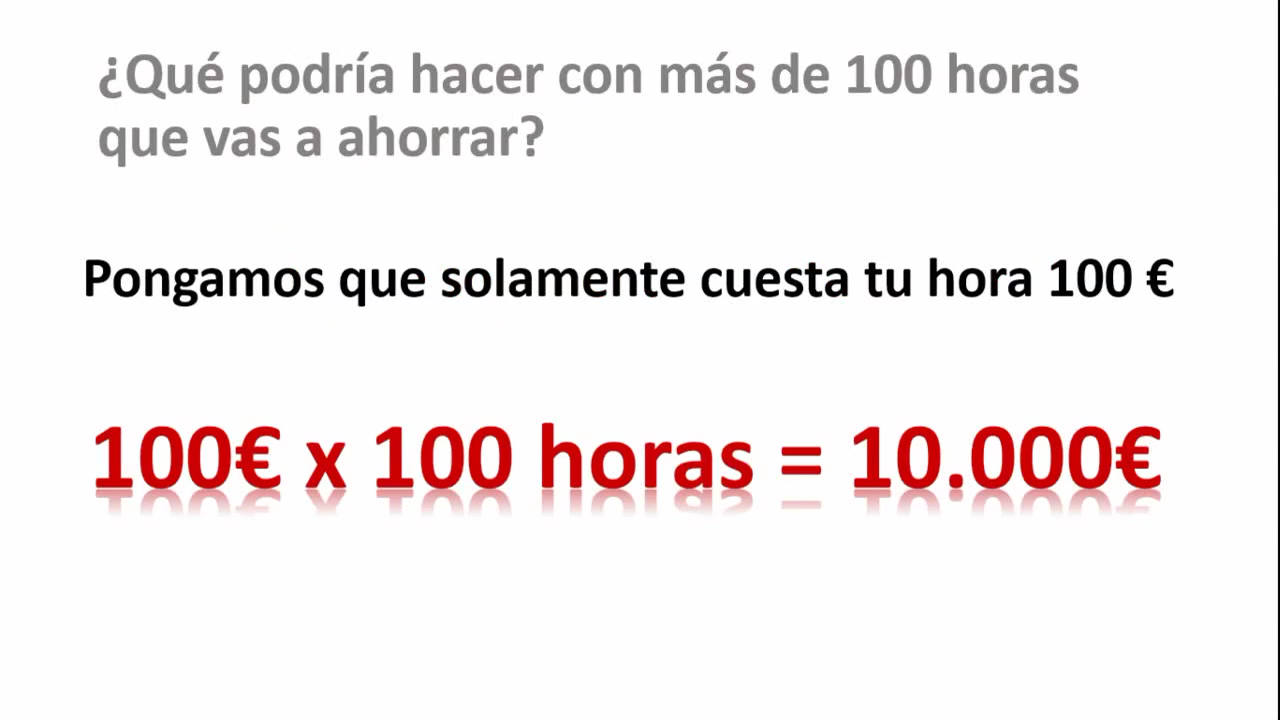 ¿Qué podría hacer con más de 100 horas
que vas a ahorrar?
Pongamos que solamente cuesta tu hora 100 €
100€ x 100 horas = 10.000€